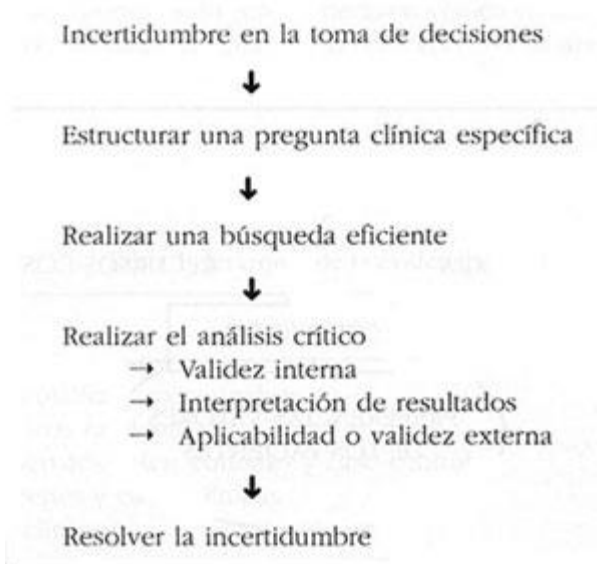 Incertidumbre en la toma de decisiones
↓
Estructurar una pregunta clínica específica
↓
Realizar una búsqueda eficiente
↓
Realizar el análisis crítico
→ Validez interna
→ Interpretación de resultados
→ Aplicabilidad o validez externa
↓
Resolver la incertidumbre